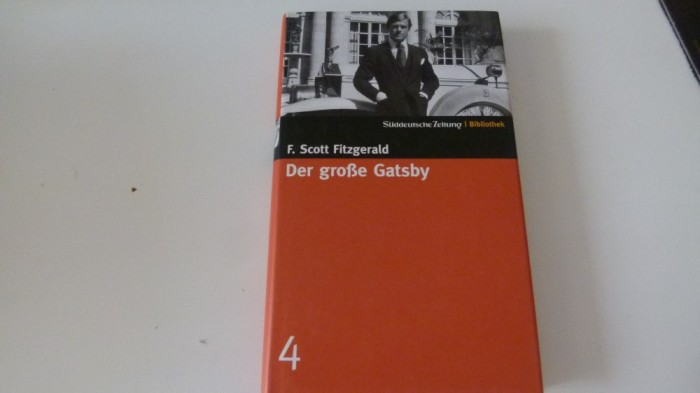 Süddeutsche Zeitung | Bibliothek
F. Scott Fitzgerald
Der große Gatsby
4